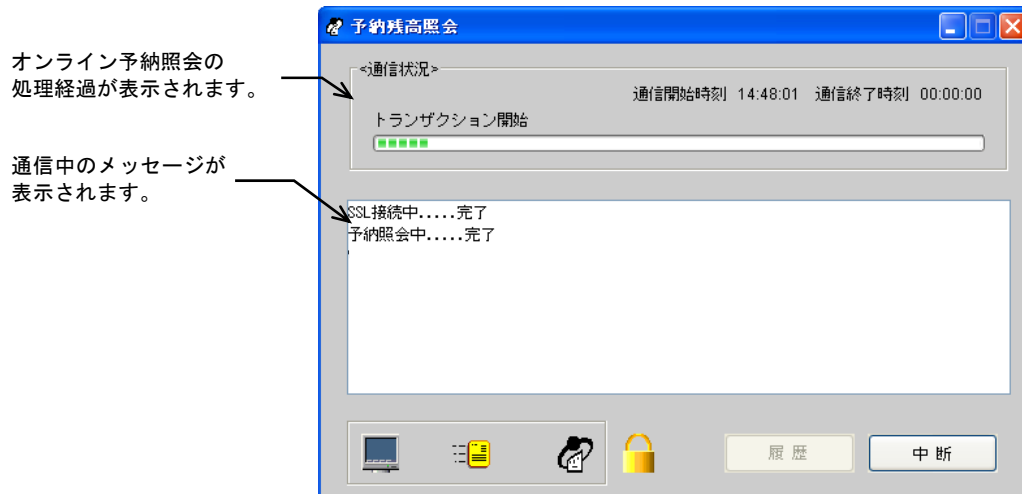 予納残高照会
オンライン予納照会の
処理経過が表示されます。
<通信状況>
通信開始時刻 14:48:01 通信終了時刻 00:00:00
トランザクション開始
通信中のメッセージが
表示されます。
SSL接続中.....完了
予納照会中.....完了
履歴
中断